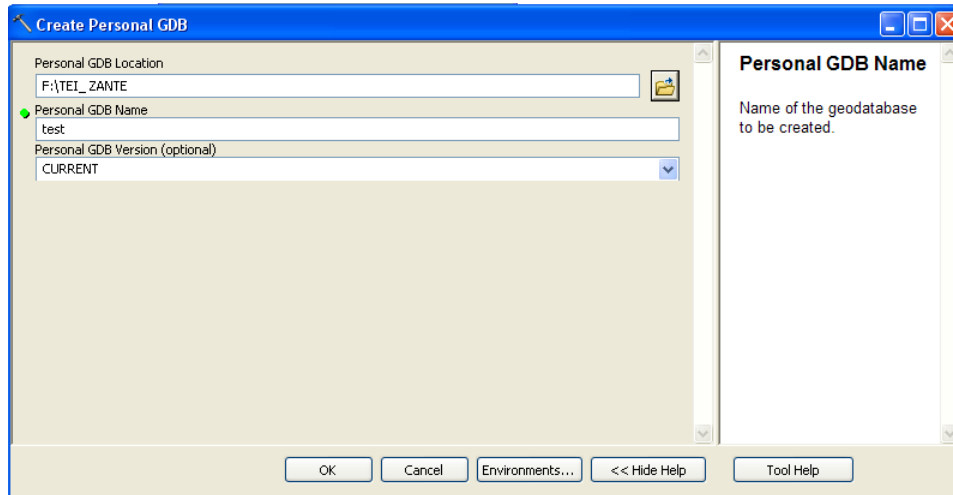 Create Personal GDB
Personal GDB Location
F:\TEI_ ZANTE
Personal GDB Name
test
Personal GDB Version (optional)
CURRENT
Personal GDB Name
Name of the geodatabase
to be created.
OK
Cancel
Environments...
<< Hide Help
Tool Help